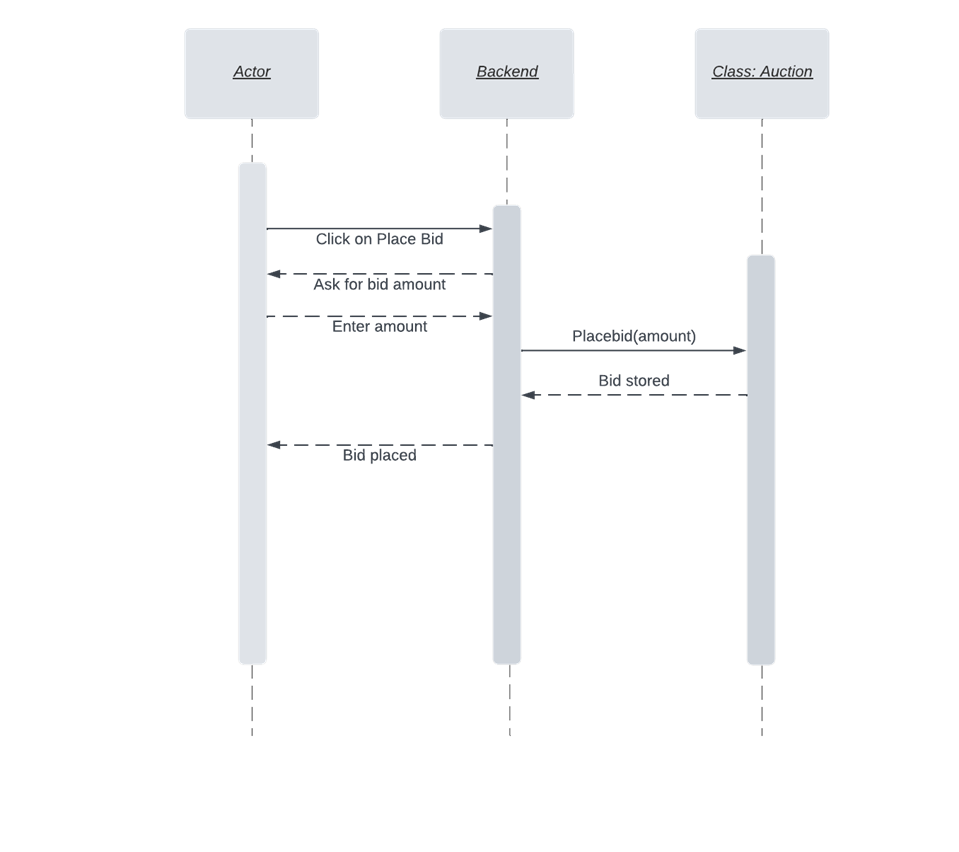 Actor
Backend
Class: Auction
Click on Place Bid
Ask for bid amount
Enter amount
Placebid(amount)
Bid stored
Bid placed